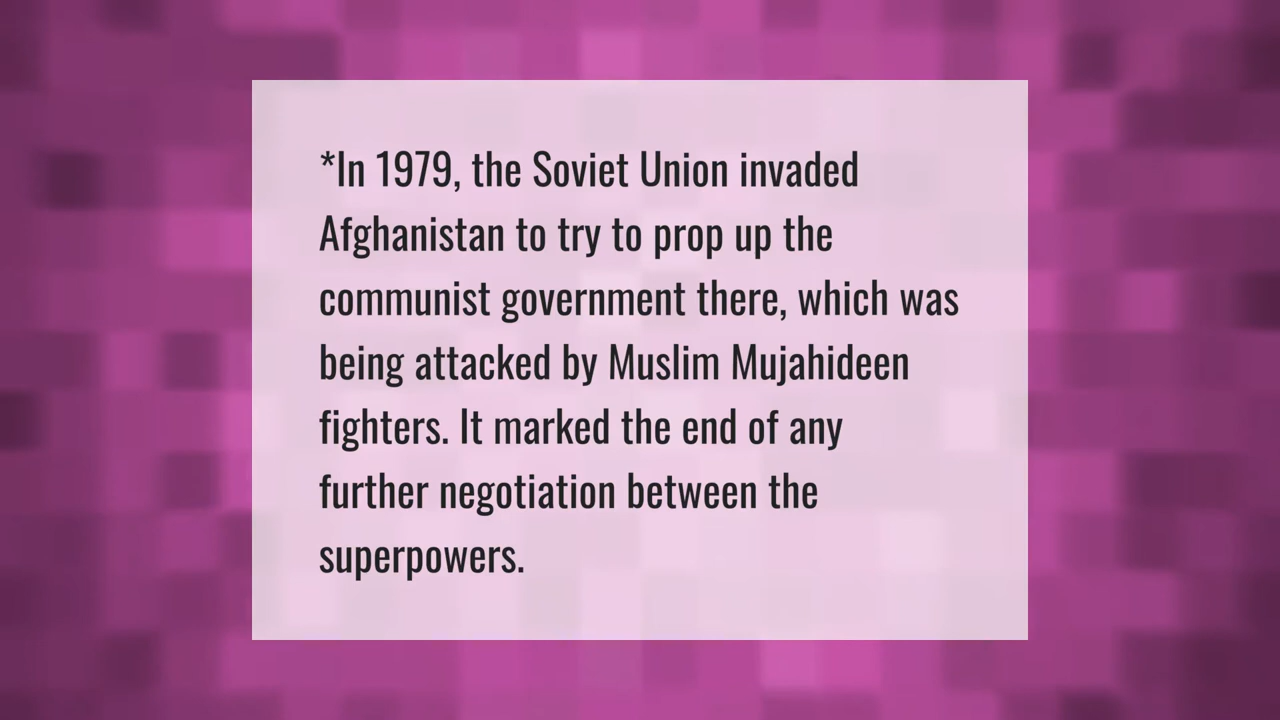 *In 1979, the Soviet Union invaded
Afghanistan to try to prop up the
communist government there, which was
being attacked by Muslim Mujahideen
fighters. It marked the end of any
further negotiation between the
superpowers.